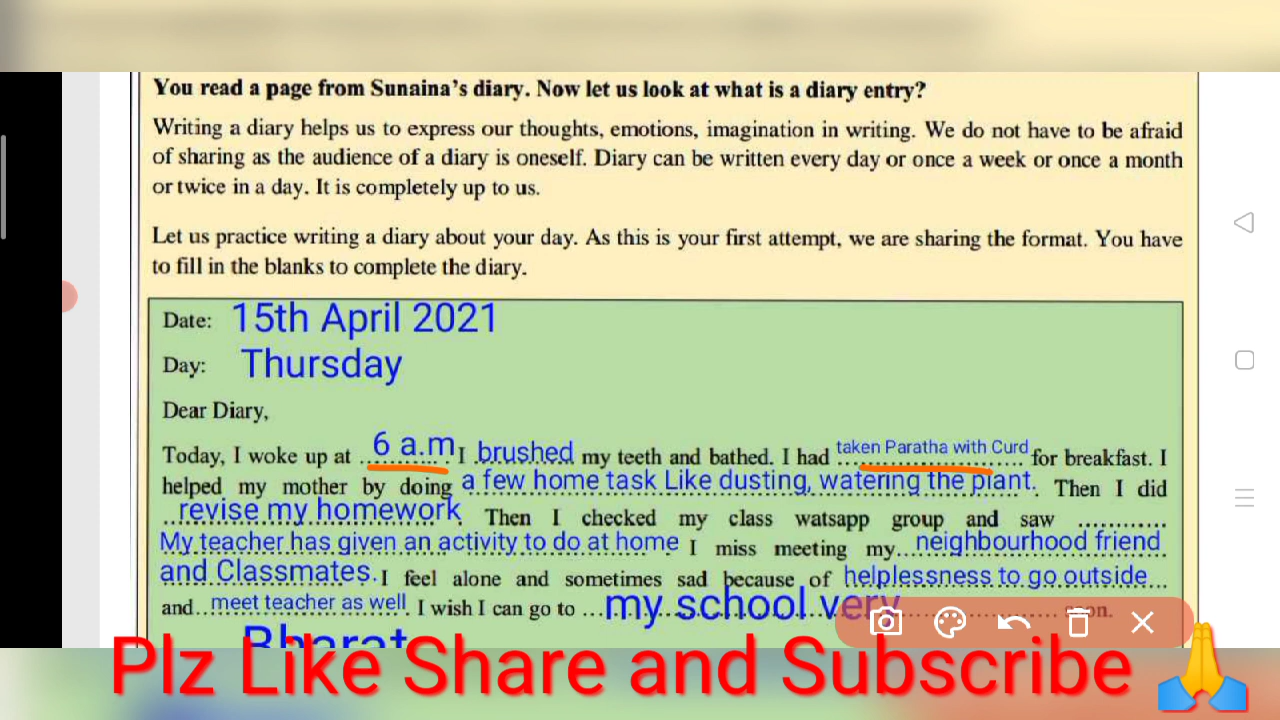 You read a page from Sunaina's diary. Now let us look at what is a diary entry?
Writing a diary helps us to express our thoughts, emotions, imagination in writing. We do not have to be afraid
of sharing as the audience of a diary is oneself. Diary can be written every day or once a week or once a month
or twice in a day. It is completely up to us.
Let us practice writing a diary about your day. As this is your first attempt, we are sharing the format. You have
to fill in the blanks to complete the diary.
Date: 15th April 2021
Day: Thursday
Dear Diary,
Today, I woke up at 6 a.m I brushed my teeth and bathed. I had taken Paratha with Curd for breakfast. I
helped my mother by doing a few home task Like dusting, watering the plant. Then I did
revise my homework. Then I checked my class watsapp group and saw ............
My teacher has given an activity to do at home I miss meeting my...neighbourhood friend
and Classmates. I feel alone and sometimes sad because of helplessness to go outside...
and...meet teacher as well. I wish I can go to ...my school very soon.
Bharat
Plz Like Share and Subscribe 🙏